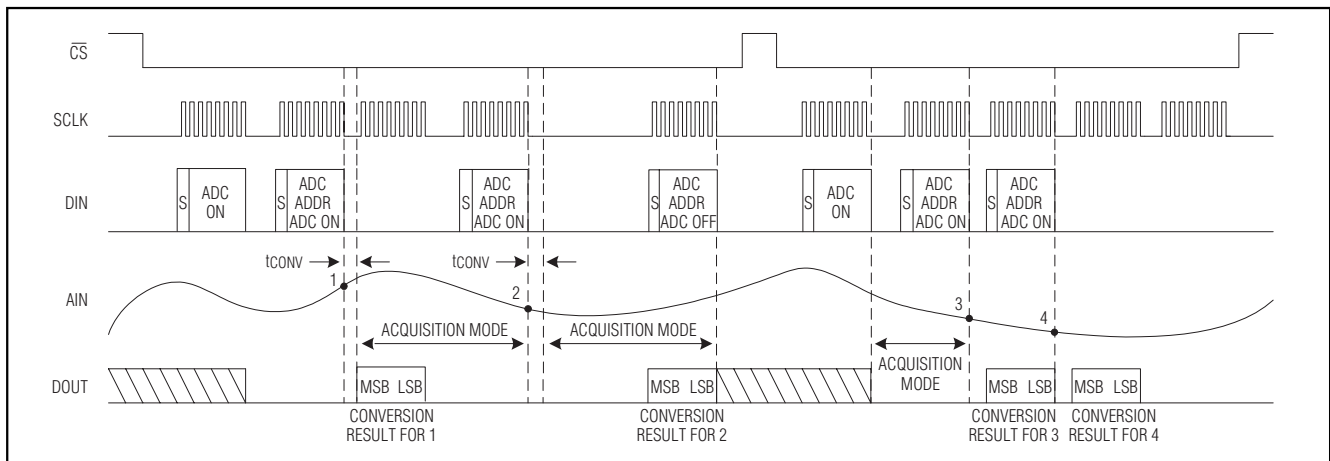 CS
SCLK
DIN
S
ADC
ON
S
ADC
ADDR
ADC ON
S
ADC
ADDR
ADC ON
S
ADC
ADDR
ADC OFF
S
ADC
ON
S
ADC
ADDR
ADC ON
S
ADC
ADDR
ADC ON
tCONV
tCONV
AIN
1
2
3
4
ACQUISITION MODE
ACQUISITION MODE
ACQUISITION
MODE
DOUT
MSB LSB
MSB LSB
MSB LSB
MSB LSB
CONVERSION
RESULT FOR 1
CONVERSION
RESULT FOR 2
CONVERSION
RESULT FOR 3
CONVERSION
RESULT FOR 4